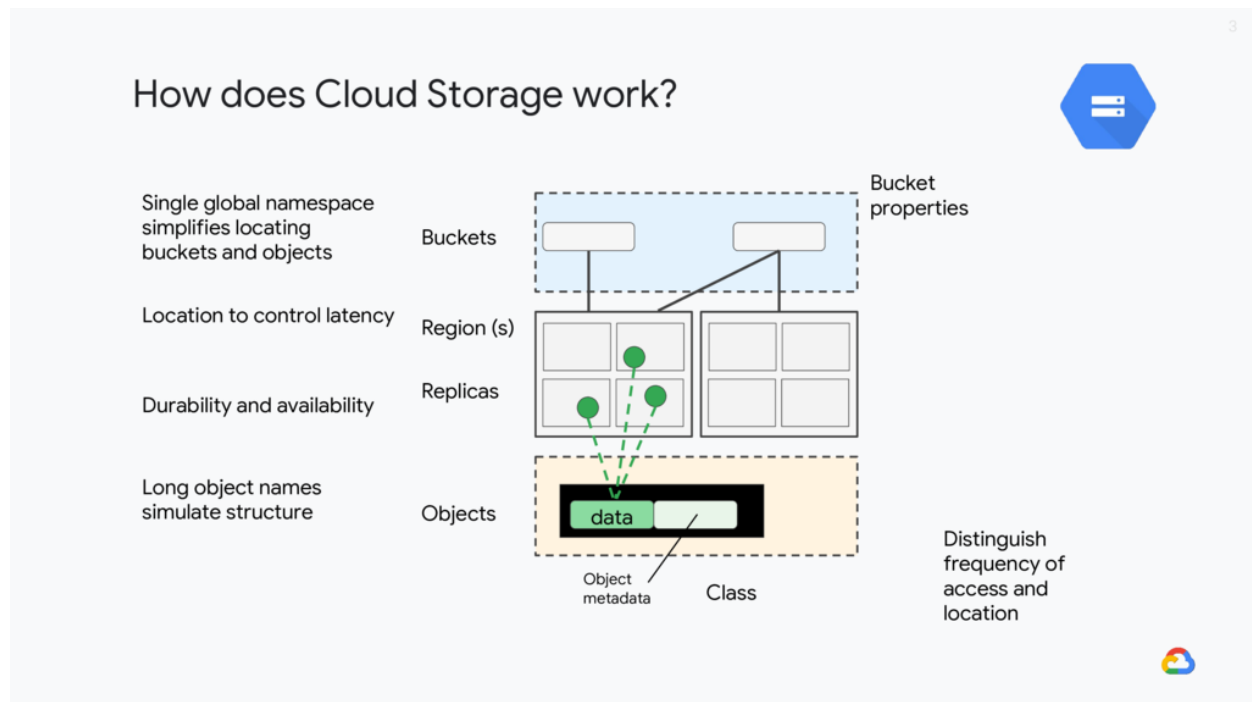 3
How does Cloud Storage work?
Bucket
properties
Single global namespace
simplifies locating
buckets and objects
Buckets
Location to control latency
Region (s)
Replicas
Durability and availability
Long object names
simulate structure
Objects
data
Object
metadata
Class
Distinguish
frequency of
access and
location